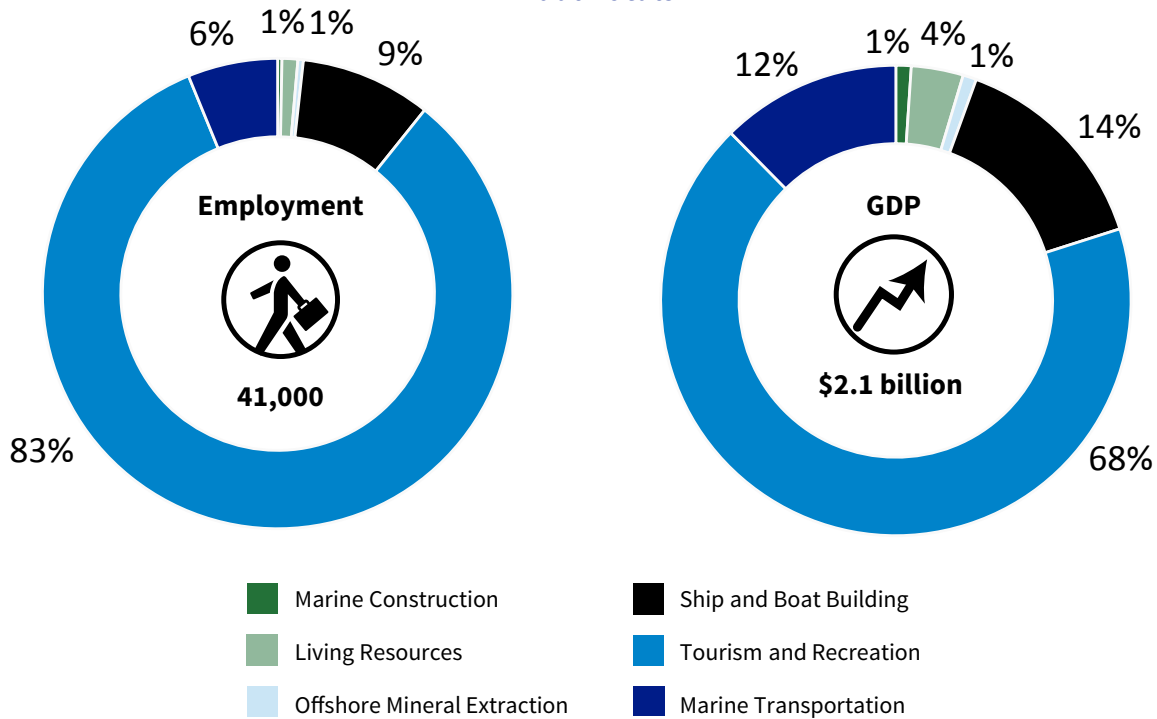 6%
1%
1%
9%
83%
Employment
41,000
12%
1%
4%
1%
14%
68%
GDP
$2.1 billion
Marine Construction
Living Resources
Offshore Mineral Extraction
Ship and Boat Building
Tourism and Recreation
Marine Transportation